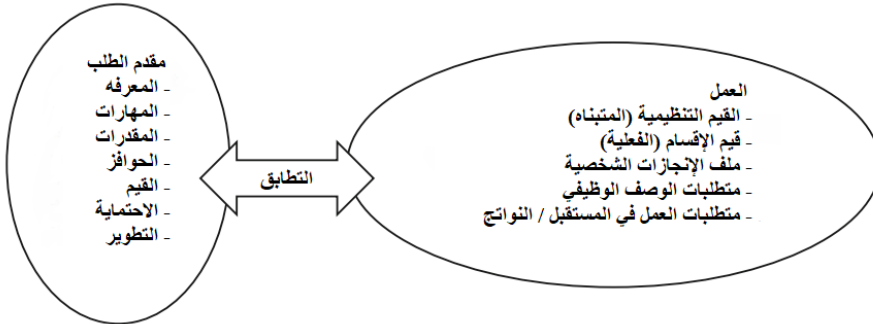 مقدم الطلب
- المعرفه
- المهارات
- المقدرات
- الحوافز
- القيم
- الاحتماية
- التطوير
التطابق
العمل
- القيم التنظيمية (المتبناه)
- قيم الإقسام (الفعلية)
- ملف الإنجازات الشخصية
- متطلبات الوصف الوظيفي
- متطلبات العمل في المستقبل / النواتج